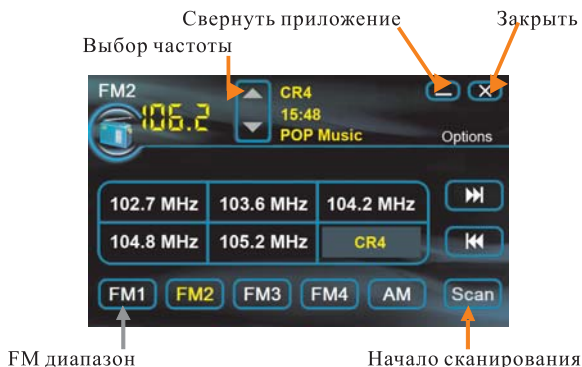 Свернуть приложение
Закрыть
Выбор частоты
FM2
106.2
CR4
15:48
POP Music
Options
102.7 MHz 103.6 MHz 104.2 MHz
104.8 MHz 105.2 MHz CR4
FM1 FM2 FM3 FM4 AM Scan
FM диапазон
Начало сканирования